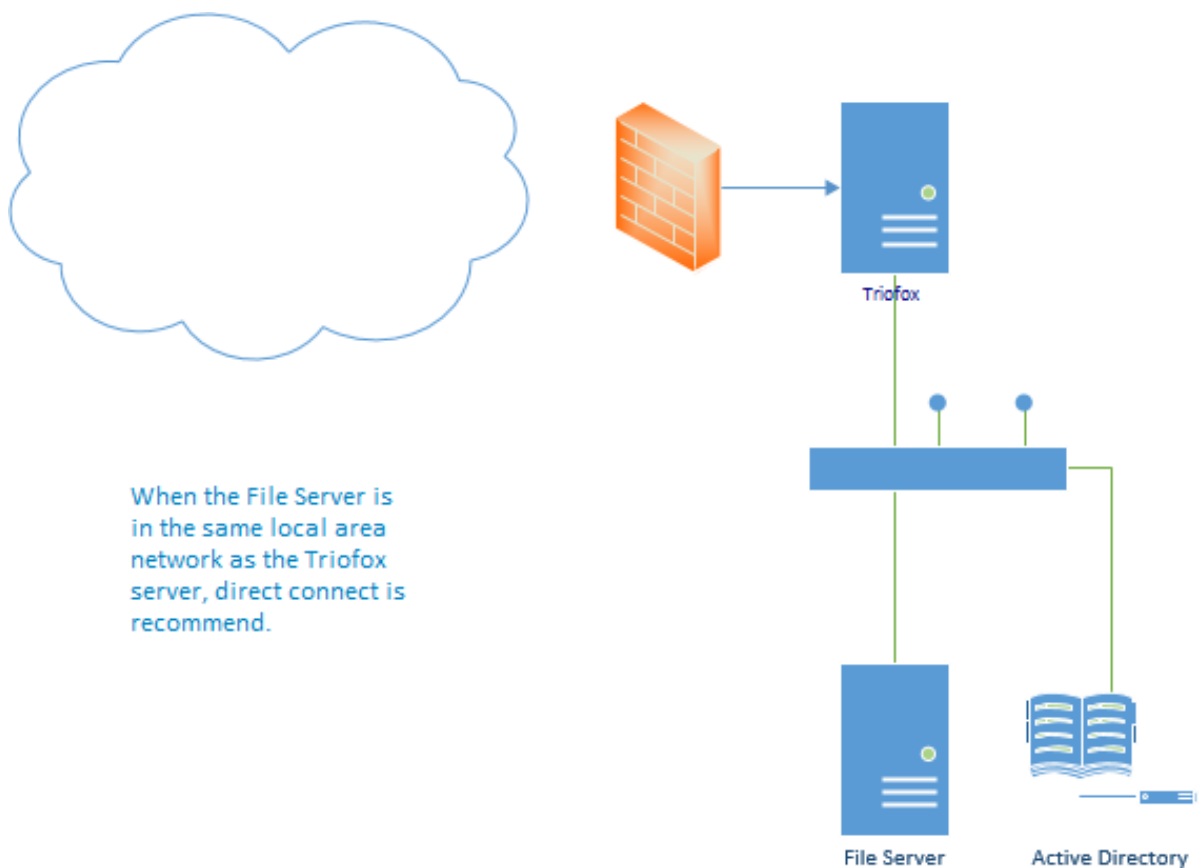 Triofox
When the File Server is
in the same local area
network as the Triofox
server, direct connect is
recommend.
File Server
Active Directory